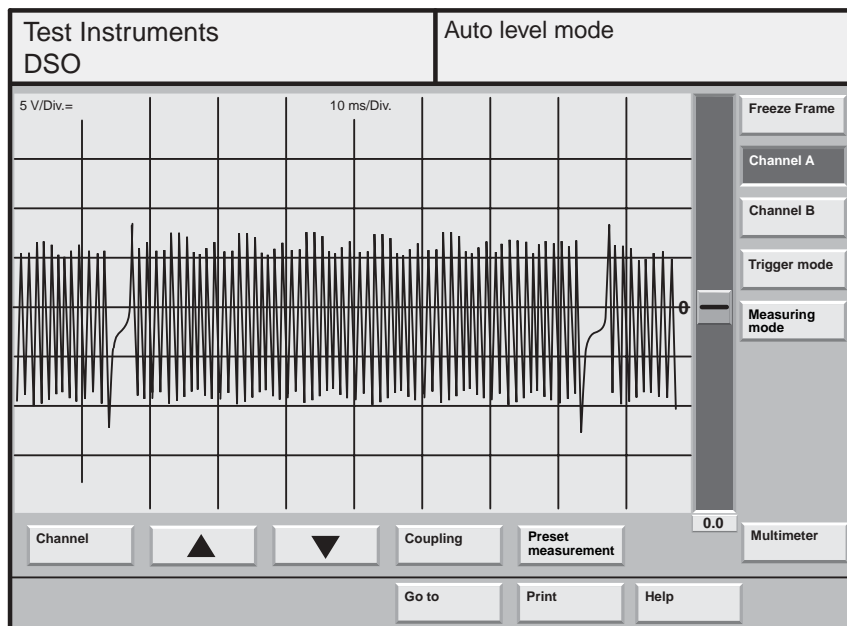 Test Instruments
DSO
Auto level mode
5 V/Div.=
10 ms/Div.
0
0.0
Freeze Frame
Channel A
Channel B
Trigger mode
Measuring
mode
Multimeter
Channel
Coupling
Preset
measurement
Go to
Print
Help